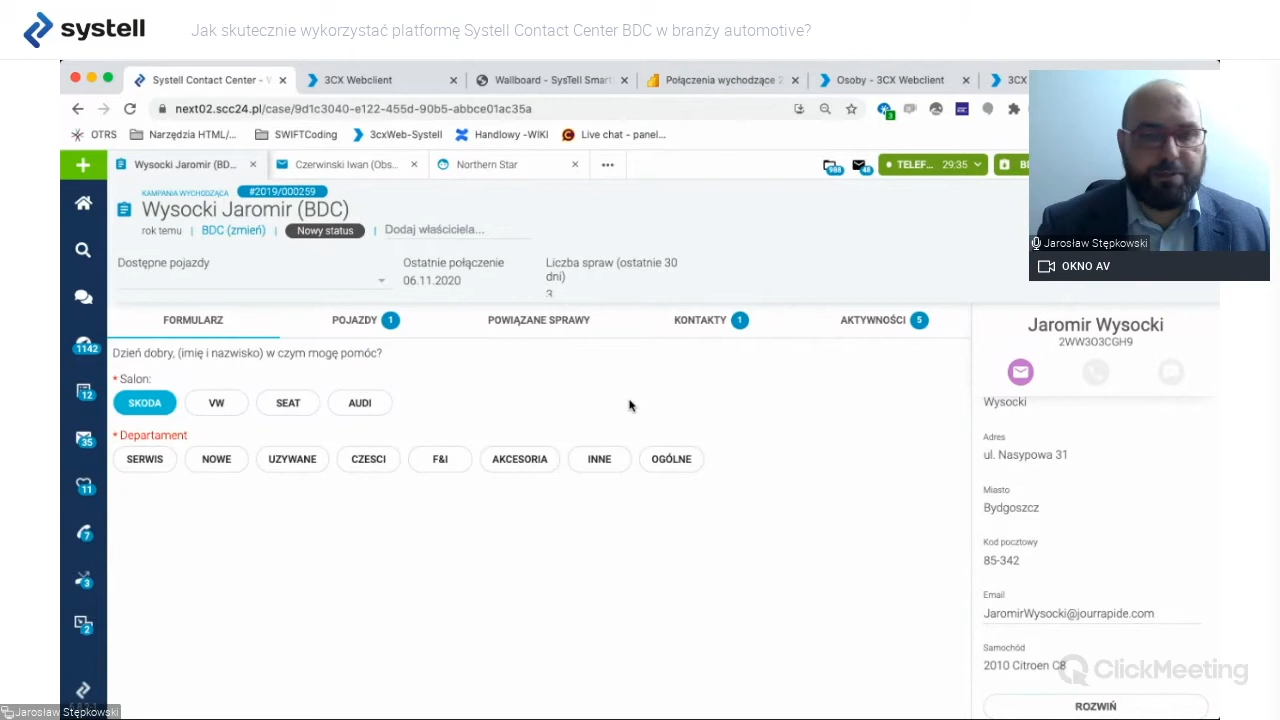 systell
Jak skutecznie wykorzystać platformę Systell Contact Center BDC w branży automotive?
Systell Contact Center - V
3CX Webclient
Wallboard - SysTell Smart
Połączenia wychodzące 2
Osoby - 3CX Webclient
3CX
next02.scc24.pl/case/9d1c3040-e122-455d-90b5-abbce01ac35a
3
OTRS
Narzędzia HTML/...
SWIFTCoding
3cxWeb-Systell
Handlowy -WIKI
Live chat - panel...
Wysocki Jaromir (BD...
Czerwinski Iwan (Obs...
Northern Star
988
48
TELEF...
29:35
KAMPANIA WYCHODZĄCA
#2019/000259
Wysocki Jaromir (BDC)
rok temu | BDC (zmień) | Nowy status | Dodaj właściciela...
Dostępne pojazdy
Ostatnie połączenie
06.11.2020
Liczba spraw (ostatnie 30
dni)
3
Jarosław Stępkowski
OKNO AV
1142
12
35
11
7
3
2
FORMULARZ
POJAZDY 1
POWIĄZANE SPRAWY
KONTAKTY 1
AKTYWNOŚCI 5
Dzień dobry, (imię i nazwisko) w czym mogę pomóc?
* Salon:
SKODA VW SEAT AUDI
* Departament
SERWIS NOWE UZYWANE CZESCI F&I AKCESORIA INNE OGÓLNE
Jaromir Wysocki
2WW3O3CGH9
Wysocki
Adres
ul. Nasypowa 31
Miasto
Bydgoszcz
Kod pocztowy
85-342
Email
JaromirWysocki@jourrapide.com
Samochód
2010 Citroen C8
ROZWIŃ
ClickMeeting
Jarosław Stępkowski